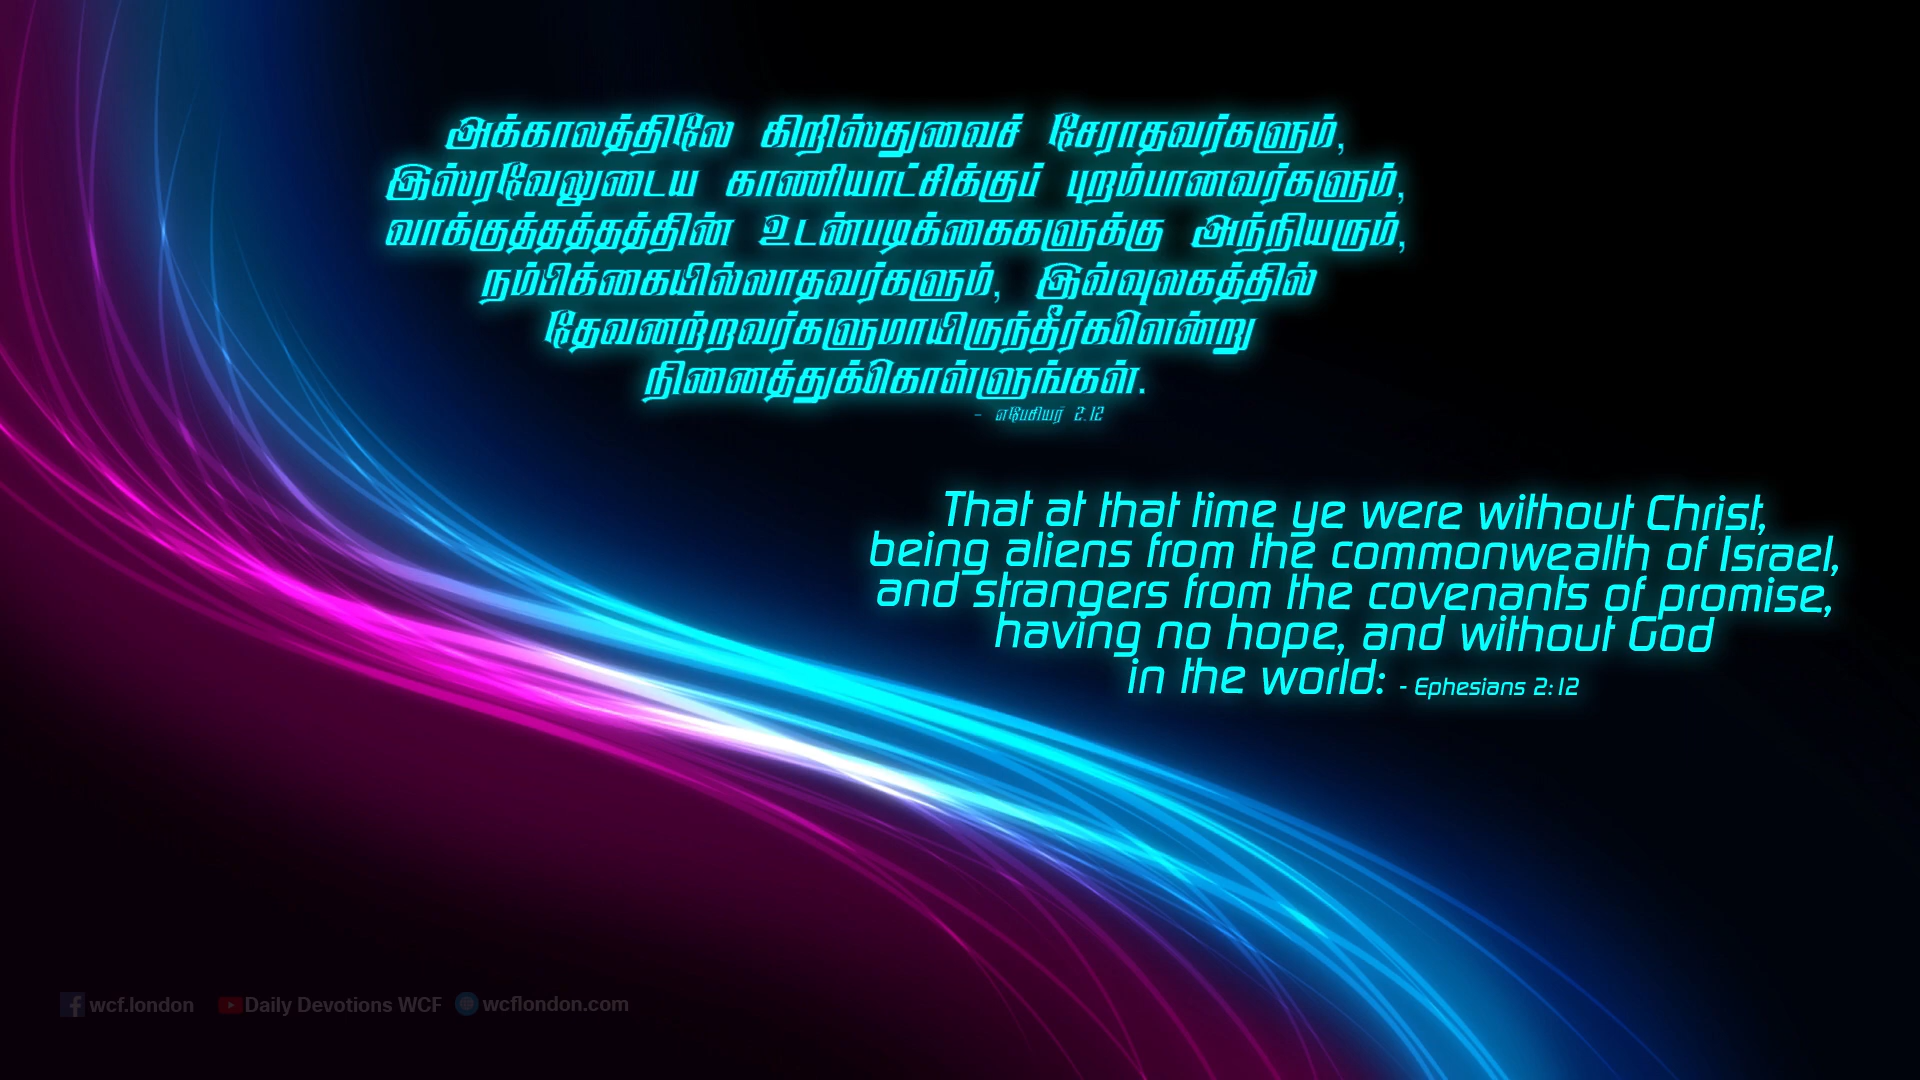 அக்காலத்திலே கிறிஸ்துவைச் சேராதவர்களும்,
இஸ்ரவேலுடைய காணியாட்சிக்குப் புறம்பானவர்களும்,
வாக்குத்தத்தத்தின் உடன்படிக்கைகளுக்கு அந்நியரும்,
நம்பிக்கையில்லாதவர்களும், இவ்வுலகத்தில்
தேவனற்றவர்களுமாயிருந்தீர்களென்று
நினைத்துக்கொள்ளுங்கள்.
- எபேசியர் 2:12
That at that time ye were without Christ,
being aliens from the commonwealth of Israel,
and strangers from the covenants of promise,
having no hope, and without God
in the world: - Ephesians 2:12
wcf.london Daily Devotions WCF wcflondon.com